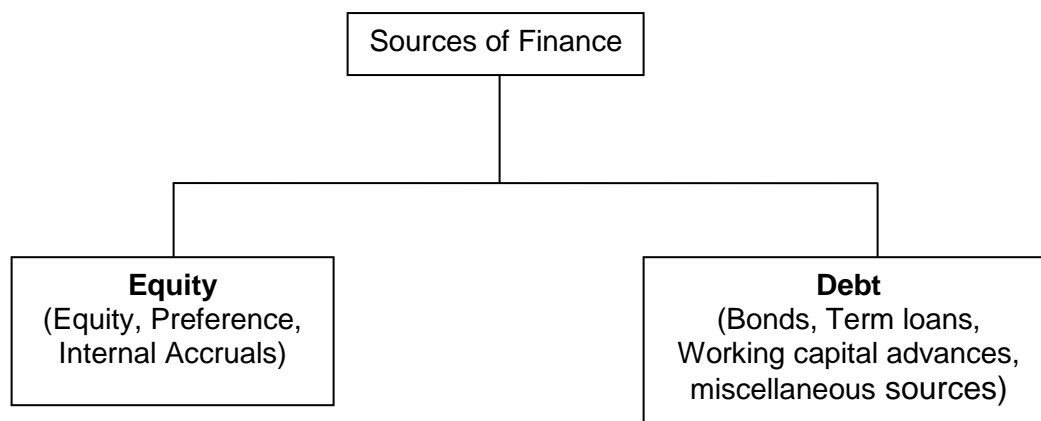 Sources of Finance
Equity
(Equity, Preference,
Internal Accruals)
Debt
(Bonds, Term loans,
Working capital advances,
miscellaneous sources)